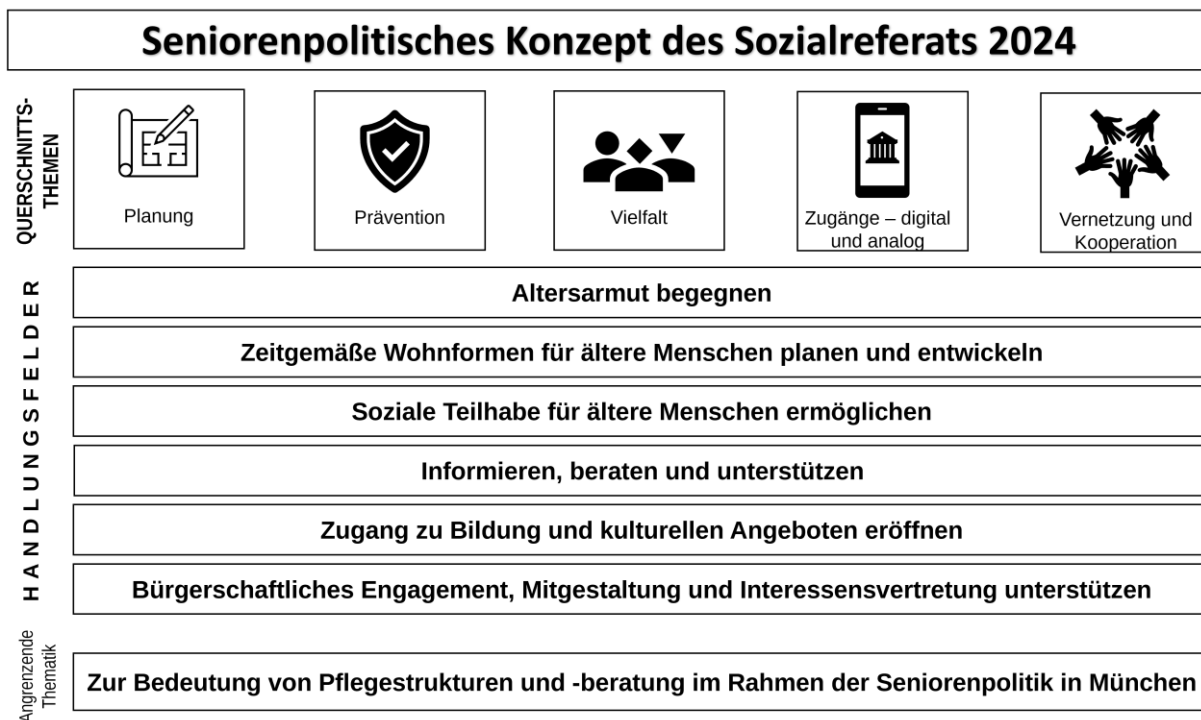 Seniorenpolitisches Konzept des Sozialreferats 2024
QUERSCHNITTS-
THEMEN
Planung
Prävention
Vielfalt
Zugänge – digital
und analog
Vernetzung und
Kooperation
HANDLUNGSFELDER
Altersarmut begegnen
Zeitgemäße Wohnformen für ältere Menschen planen und entwickeln
Soziale Teilhabe für ältere Menschen ermöglichen
Informieren, beraten und unterstützen
Zugang zu Bildung und kulturellen Angeboten eröffnen
Bürgerschaftliches Engagement, Mitgestaltung und Interessensvertretung unterstützen
Angrenzende
Thematik
Zur Bedeutung von Pflegestrukturen und -beratung im Rahmen der Seniorenpolitik in München